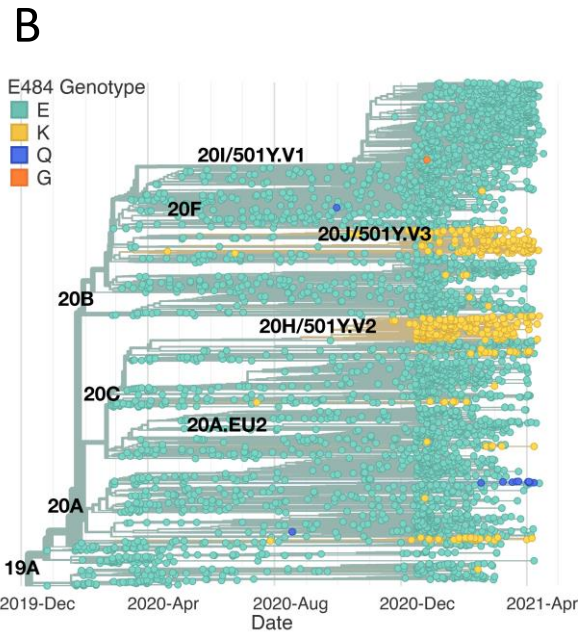 B
E484 Genotype
E
K
Q
G
20I/501Y.V1
20F
20J/501Y.V3
20B
20H/501Y.V2
20C
20A.EU2
20A
19A
2019-Dec 2020-Apr 2020-Aug 2020-Dec 2021-Apr
Date